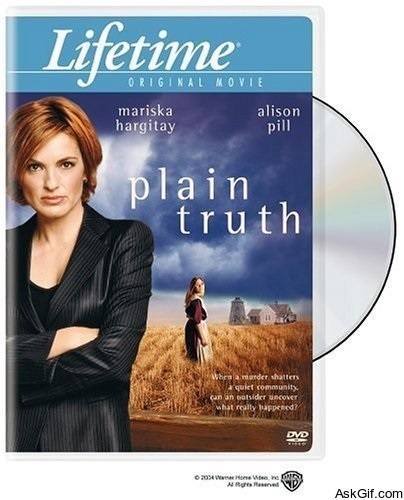 Lifetime®
ORIGINAL MOVIE
mariska hargitay
alison pill
plain truth
When a murder shatters
a quiet community,
can an outsider uncover
what really happened?
DVD
VIDEO
© 2004 Warner Home Video, Inc.
All Rights Reserved.
AskGif.com